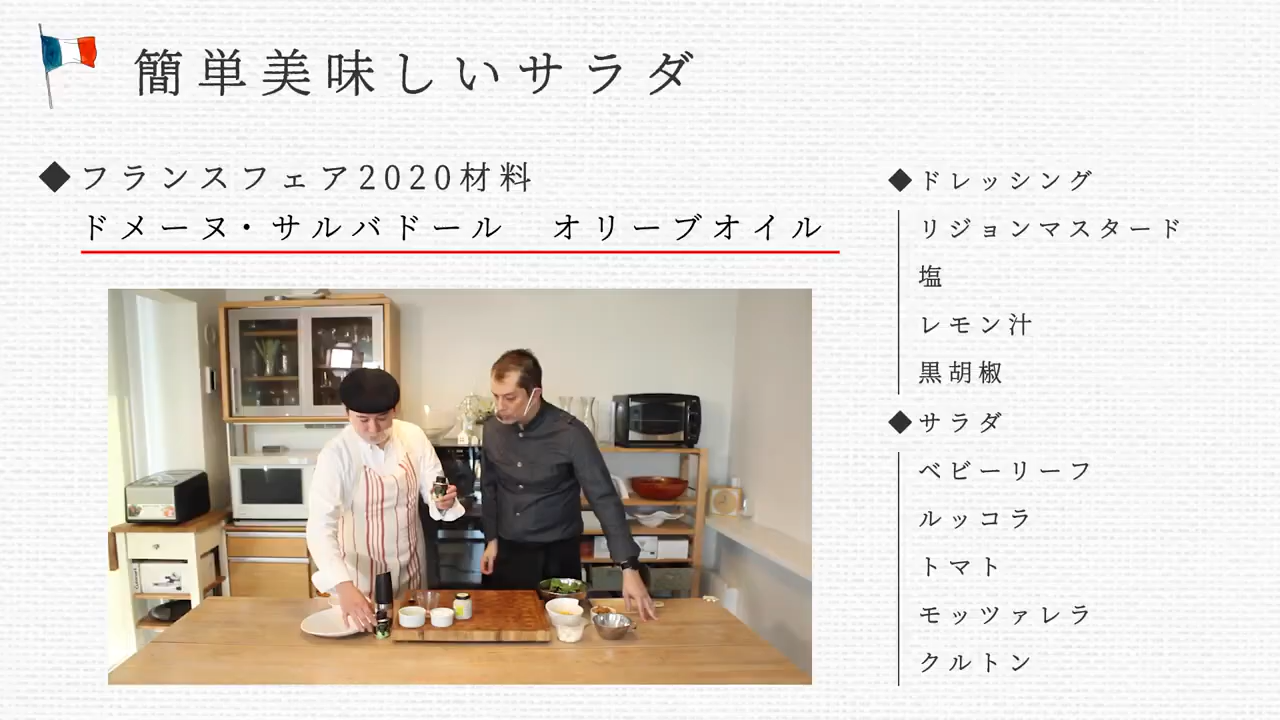 簡単美味しいサラダ
◆フランスフェア2020材料
ドメーヌ・サルバドール　オリーブオイル
◆ドレッシング
リジョンマスタード
塩
レモン汁
黒胡椒
◆サラダ
ベビーリーフ
ルッコラ
トマト
モッツァレラ
クルトン